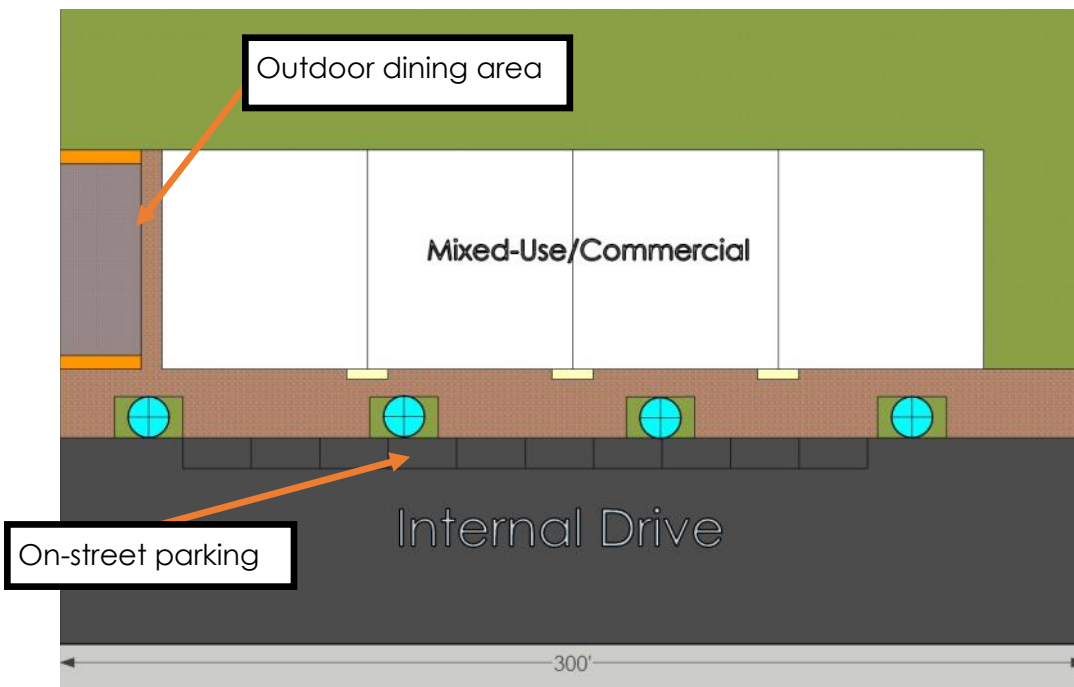 Outdoor dining area
Mixed-Use/Commercial
Internal Drive
On-street parking
300'